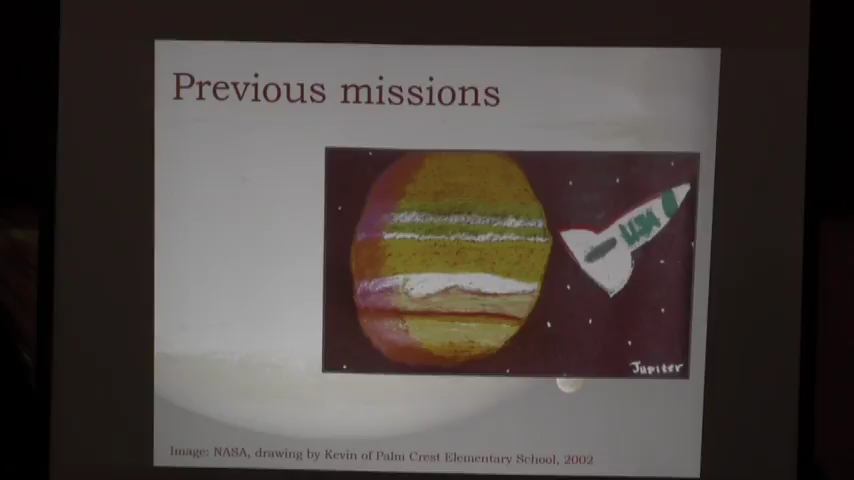 Previous missions
Jupiter
Image: NASA, drawing by Kevin of Palm Crest Elementary School, 2002